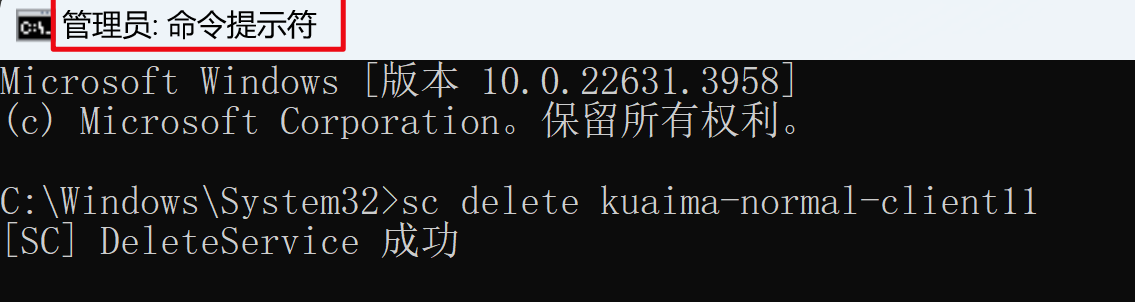 管理员: 命令提示符
Microsoft Windows [版本 10.0.22631.3958]
(c) Microsoft Corporation。保留所有权利。
C:\Windows\System32>sc delete kuaima-normal-client11
[SC] DeleteService 成功